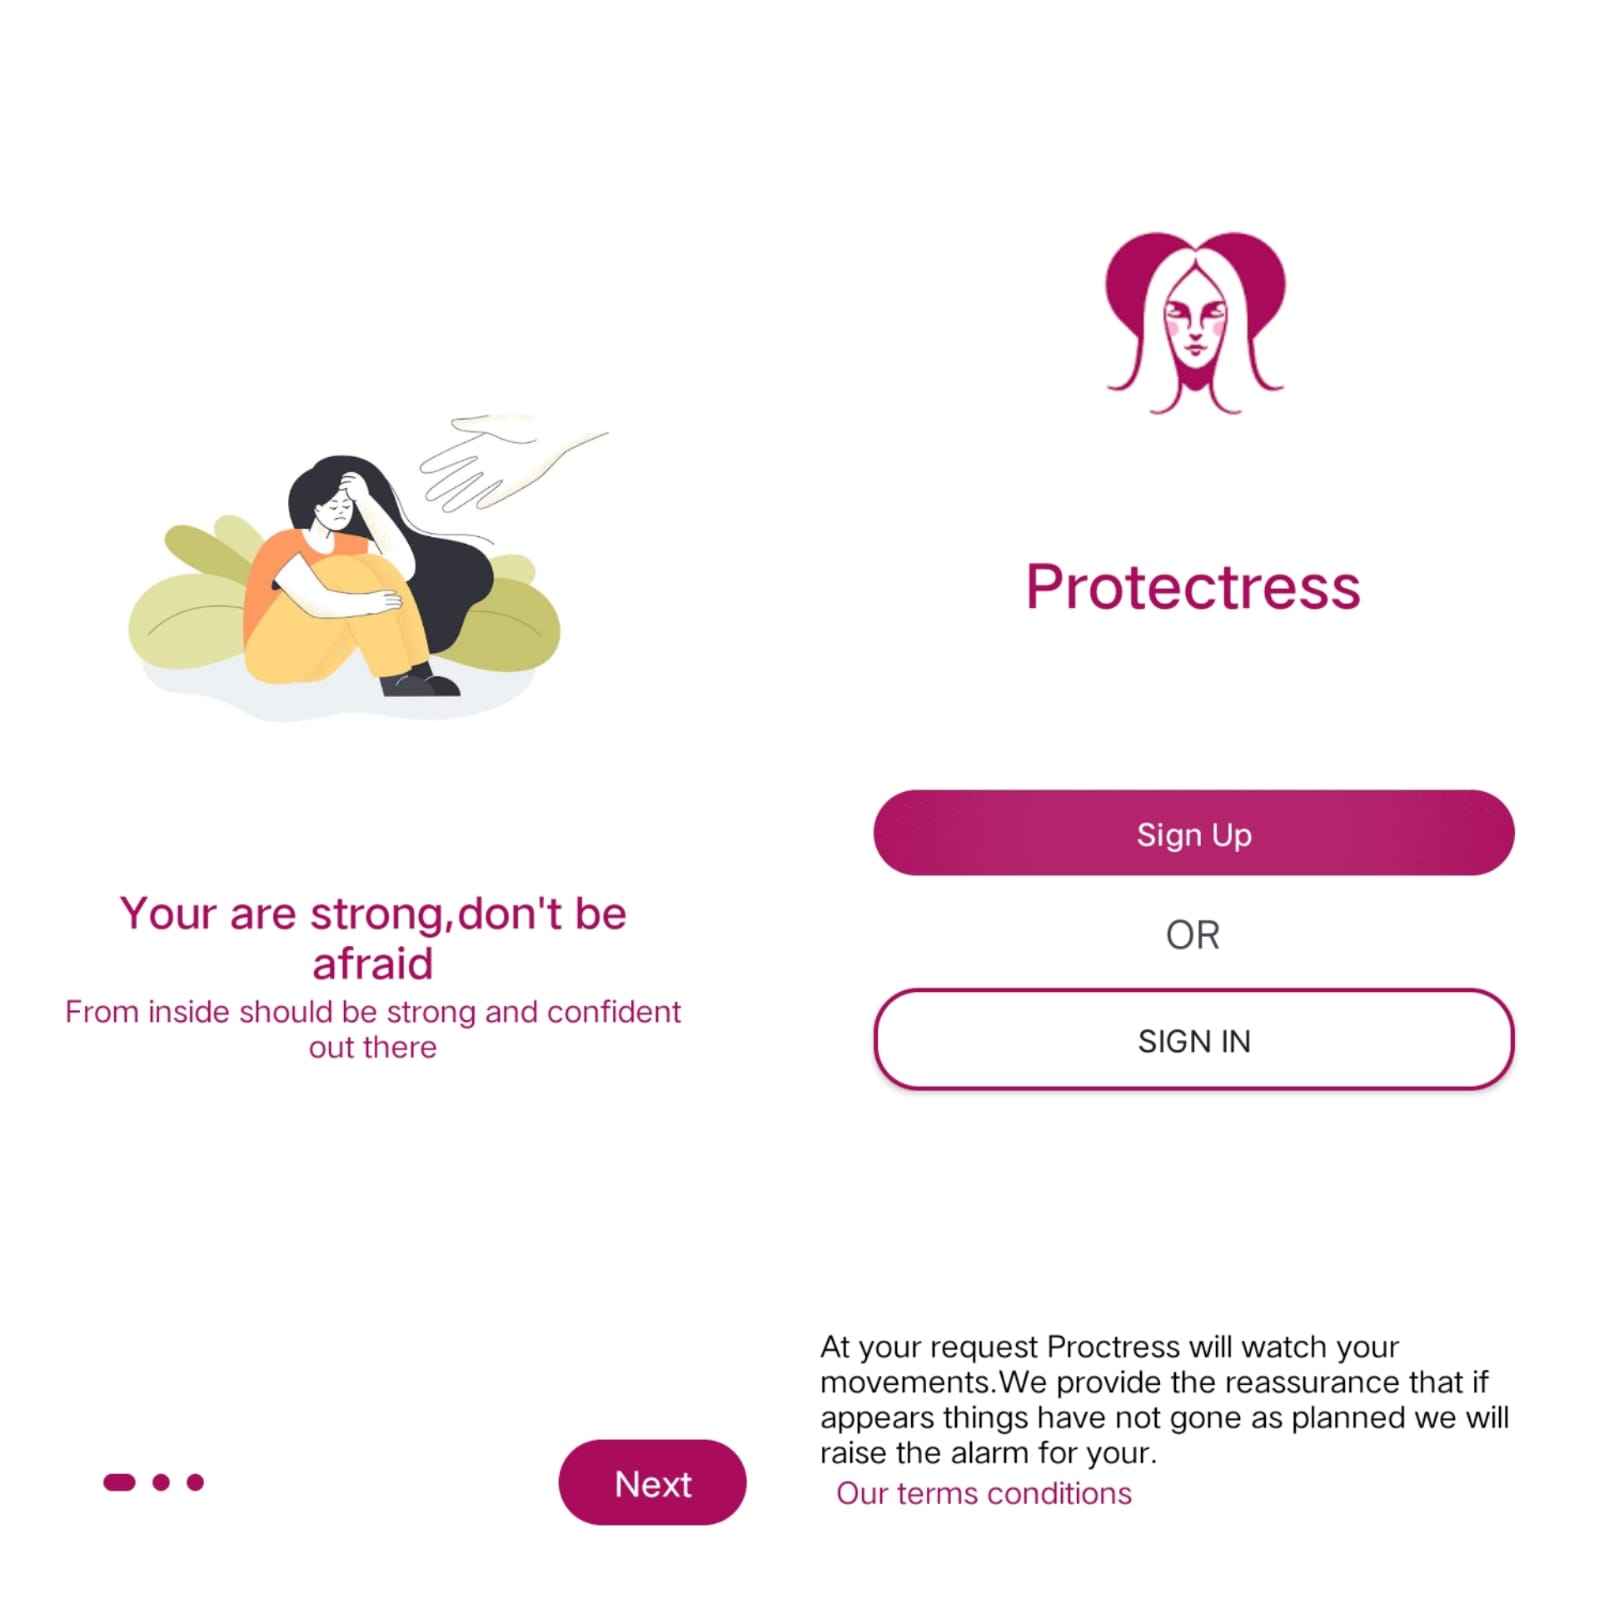 Your are strong,don't be
afraid
From inside should be strong and confident
out there
Next
Protectress
Sign Up
OR
SIGN IN
At your request Proctress will watch your
movements.We provide the reassurance that if
appears things have not gone as planned we will
raise the alarm for your.
Our terms conditions